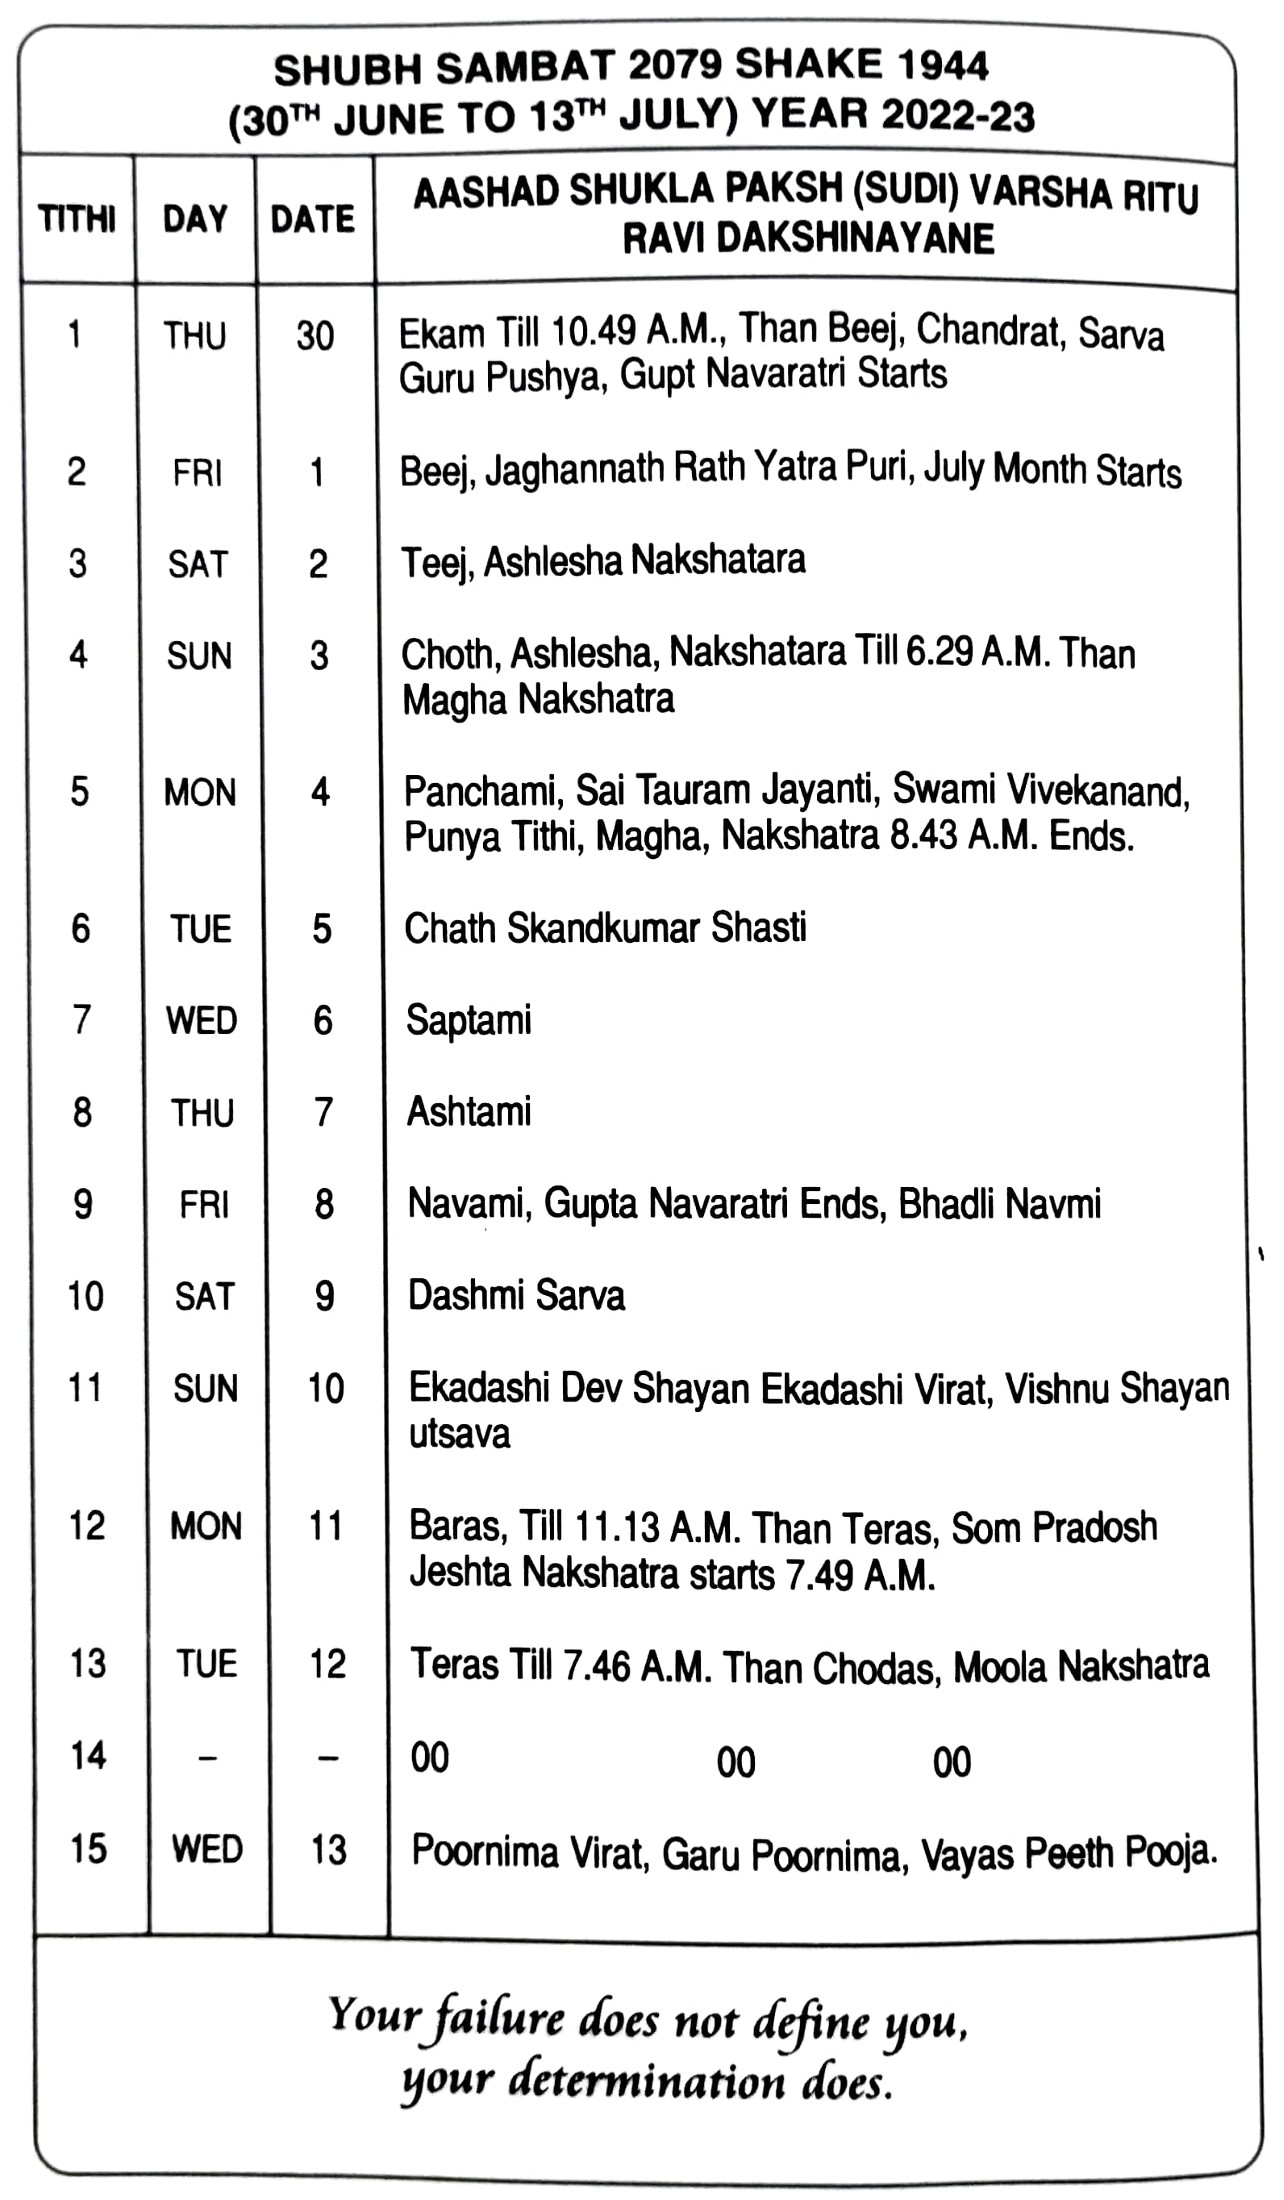 SHUBH SAMBAT 2079 SHAKE 1944
(30TH JUNE TO 13TH JULY) YEAR 2022-23
TITHI DAY DATE AASHAD SHUKLA PAKSH (SUDI) VARSHA RITU
RAVI DAKSHINAYANE
1 THU 30 Ekam Till 10.49 A.M., Than Beej, Chandrat, Sarva
Guru Pushya, Gupt Navaratri Starts
2 FRI 1 Beej, Jaghannath Rath Yatra Puri, July Month Starts
3 SAT 2 Teej, Ashlesha Nakshatara
4 SUN 3 Choth, Ashlesha, Nakshatara Till 6.29 A.M. Than
Magha Nakshatra
5 MON 4 Panchami, Sai Tauram Jayanti, Swami Vivekanand,
Punya Tithi, Magha, Nakshatra 8.43 A.M. Ends.
6 TUE 5 Chath Skandkumar Shasti
7 WED 6 Saptami
8 THU 7 Ashtami
9 FRI 8 Navami, Gupta Navaratri Ends, Bhadli Navmi
10 SAT 9 Dashmi Sarva
11 SUN 10 Ekadashi Dev Shayan Ekadashi Virat, Vishnu Shayan
utsava
12 MON 11 Baras, Till 11.13 A.M. Than Teras, Som Pradosh
Jeshta Nakshatra starts 7.49 A.M.
13 TUE 12 Teras Till 7.46 A.M. Than Chodas, Moola Nakshatra
14 – – 00 00 00
15 WED 13 Poornima Virat, Garu Poornima, Vayas Peeth Pooja.
Your failure does not define you,
your determination does.